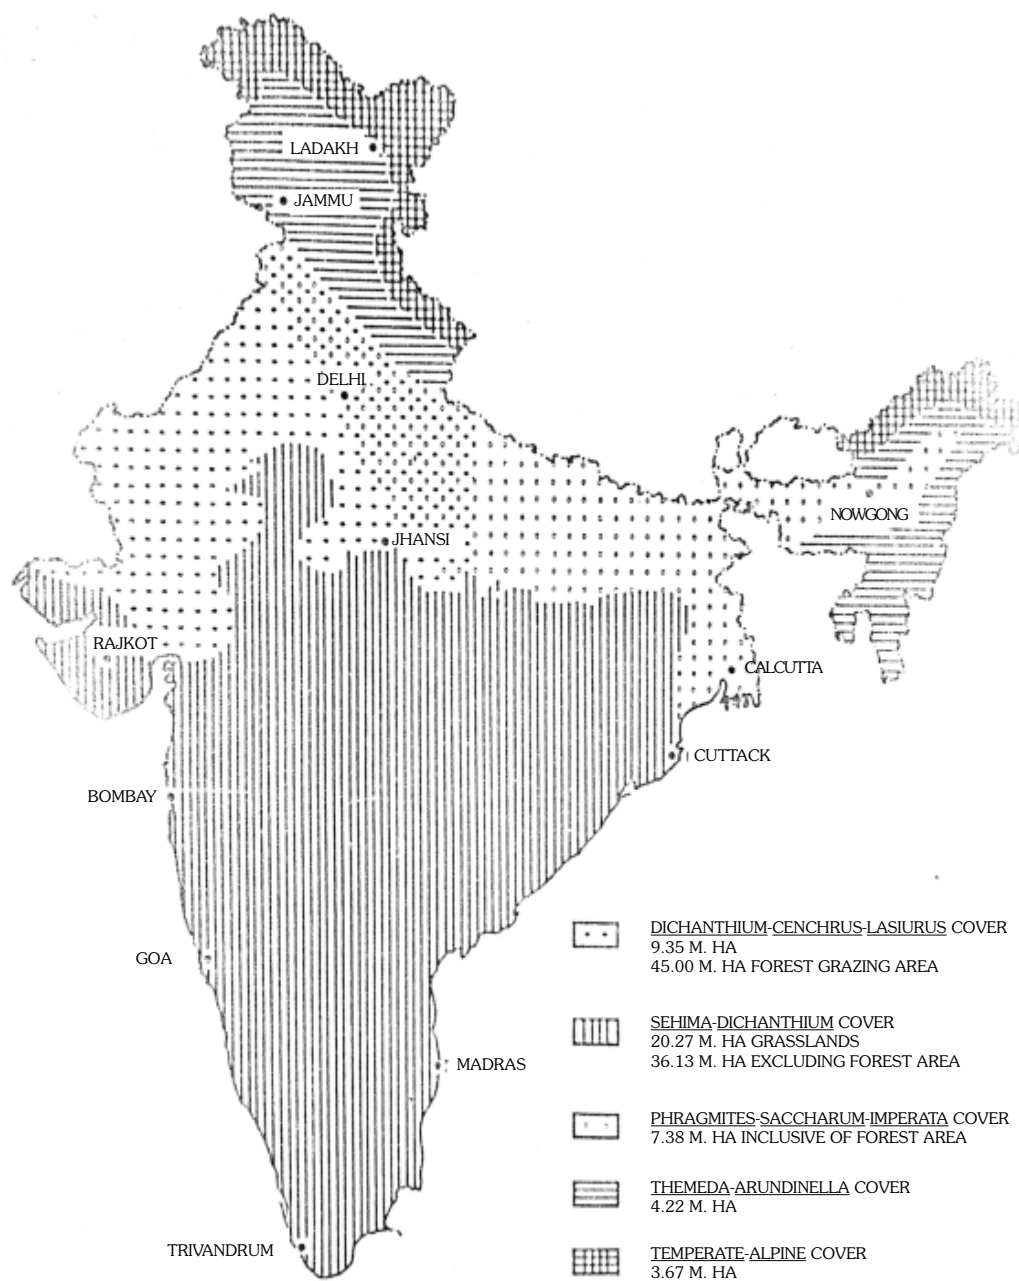 LADAKH
JAMMU
DELHI
NOWGONG
JHANSI
RAJKOT
CALCUTTA
CUTTACK
BOMBAY
GOA
MADRAS
TRIVANDRUM
DICHANTHIUM-CENCHRUS-LASIURUS COVER
9.35 M. HA
45.00 M. HA FOREST GRAZING AREA
SEHIMA-DICHANTHIUM COVER
20.27 M. HA GRASSLANDS
36.13 M. HA EXCLUDING FOREST AREA
PHRAGMITES-SACCHARUM-IMPERATA COVER
7.38 M. HA INCLUSIVE OF FOREST AREA
THEMEDA-ARUNDINELLA COVER
4.22 M. HA
TEMPERATE-ALPINE COVER
3.67 M. HA